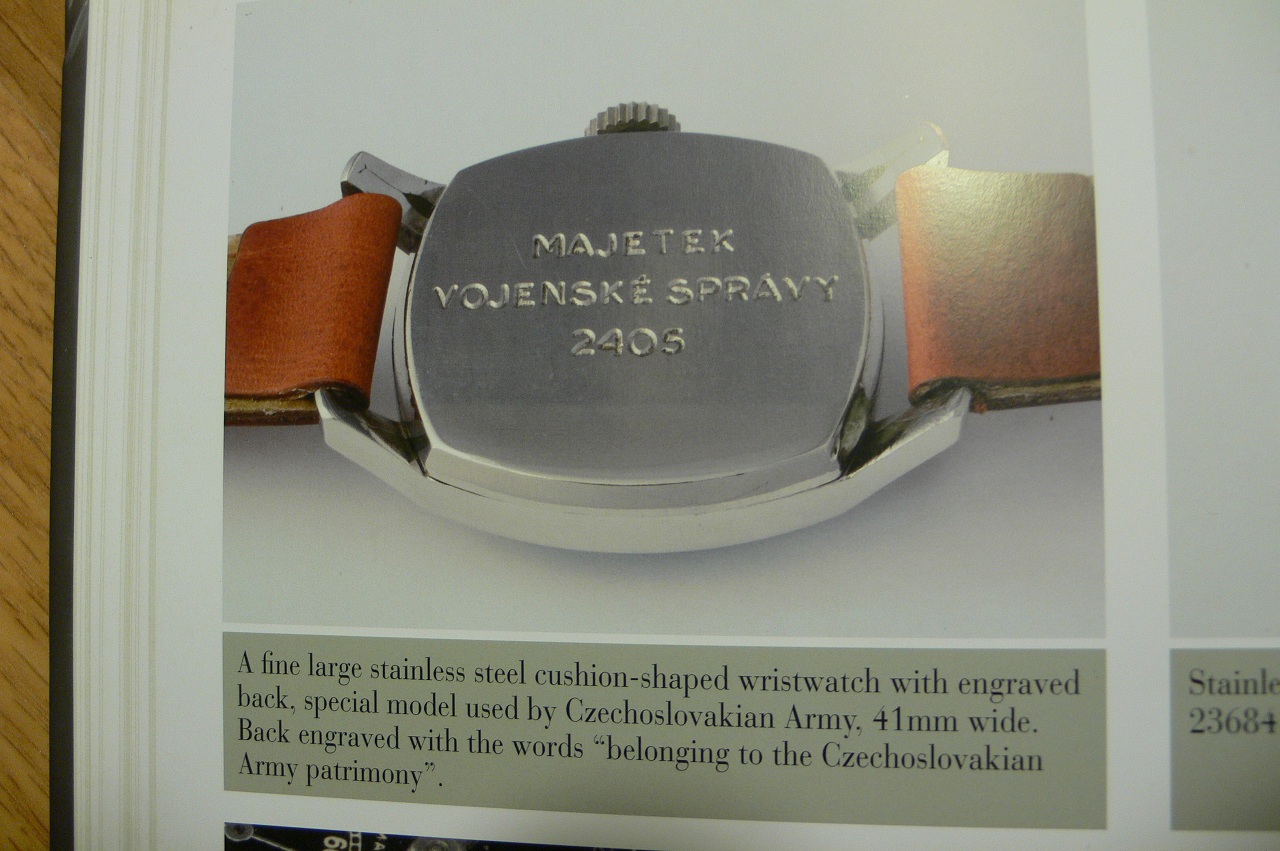 MAJETEK
VOJENSKÉ SPRÁVY
2405
A fine large stainless steel cushion-shaped wristwatch with engraved
back, special model used by Czechoslovakian Army, 41mm wide.
Back engraved with the words “belonging to the Czechoslovakian
Army patrimony”.
Stainle
23684